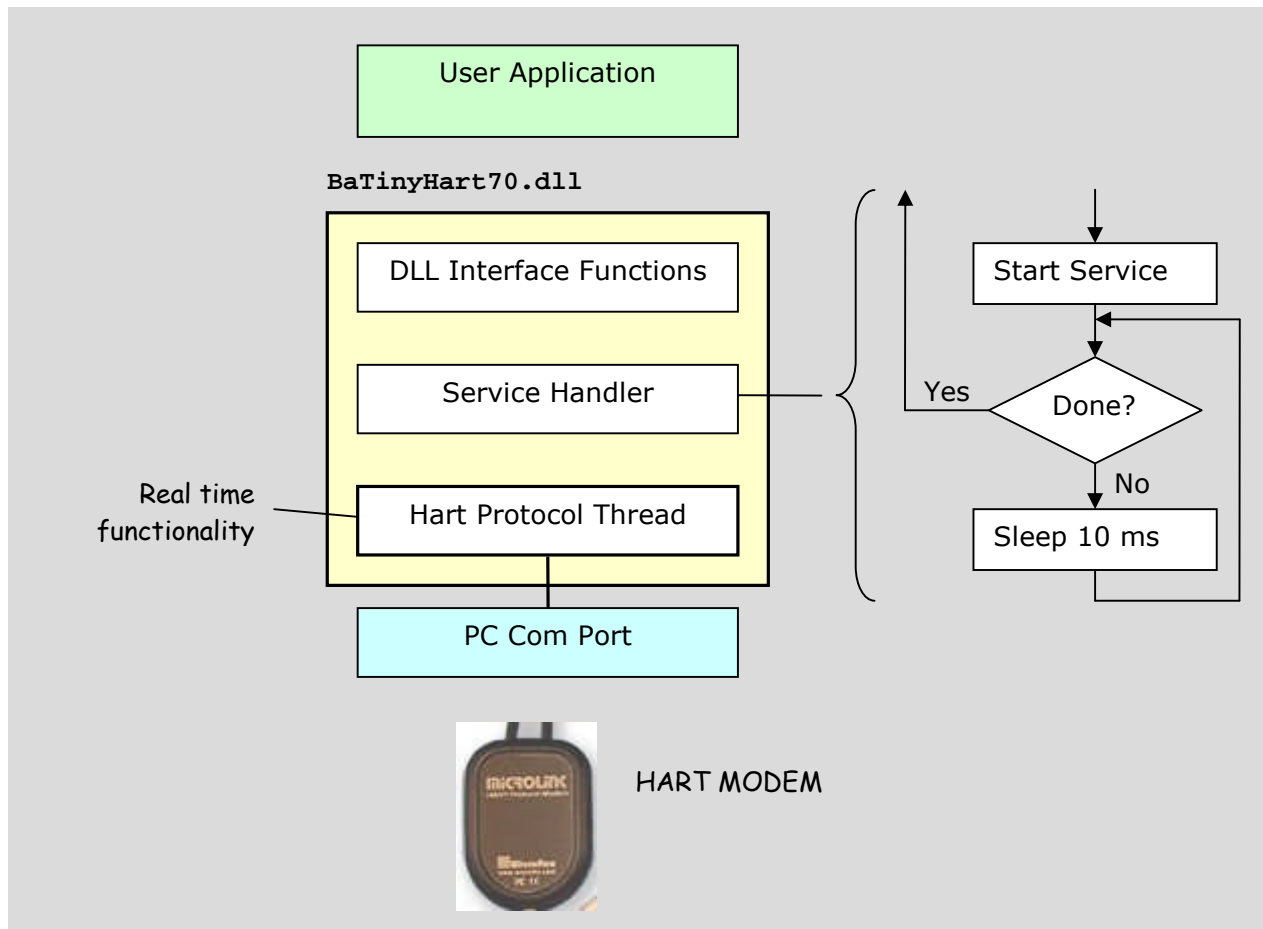 User Application
BaTinyHart70.dll
DLL Interface Functions
Service Handler
Real time
functionality
Hart Protocol Thread
PC Com Port
Start Service
Done?
Yes
No
Sleep 10 ms
MICROLINK
HART MODEM